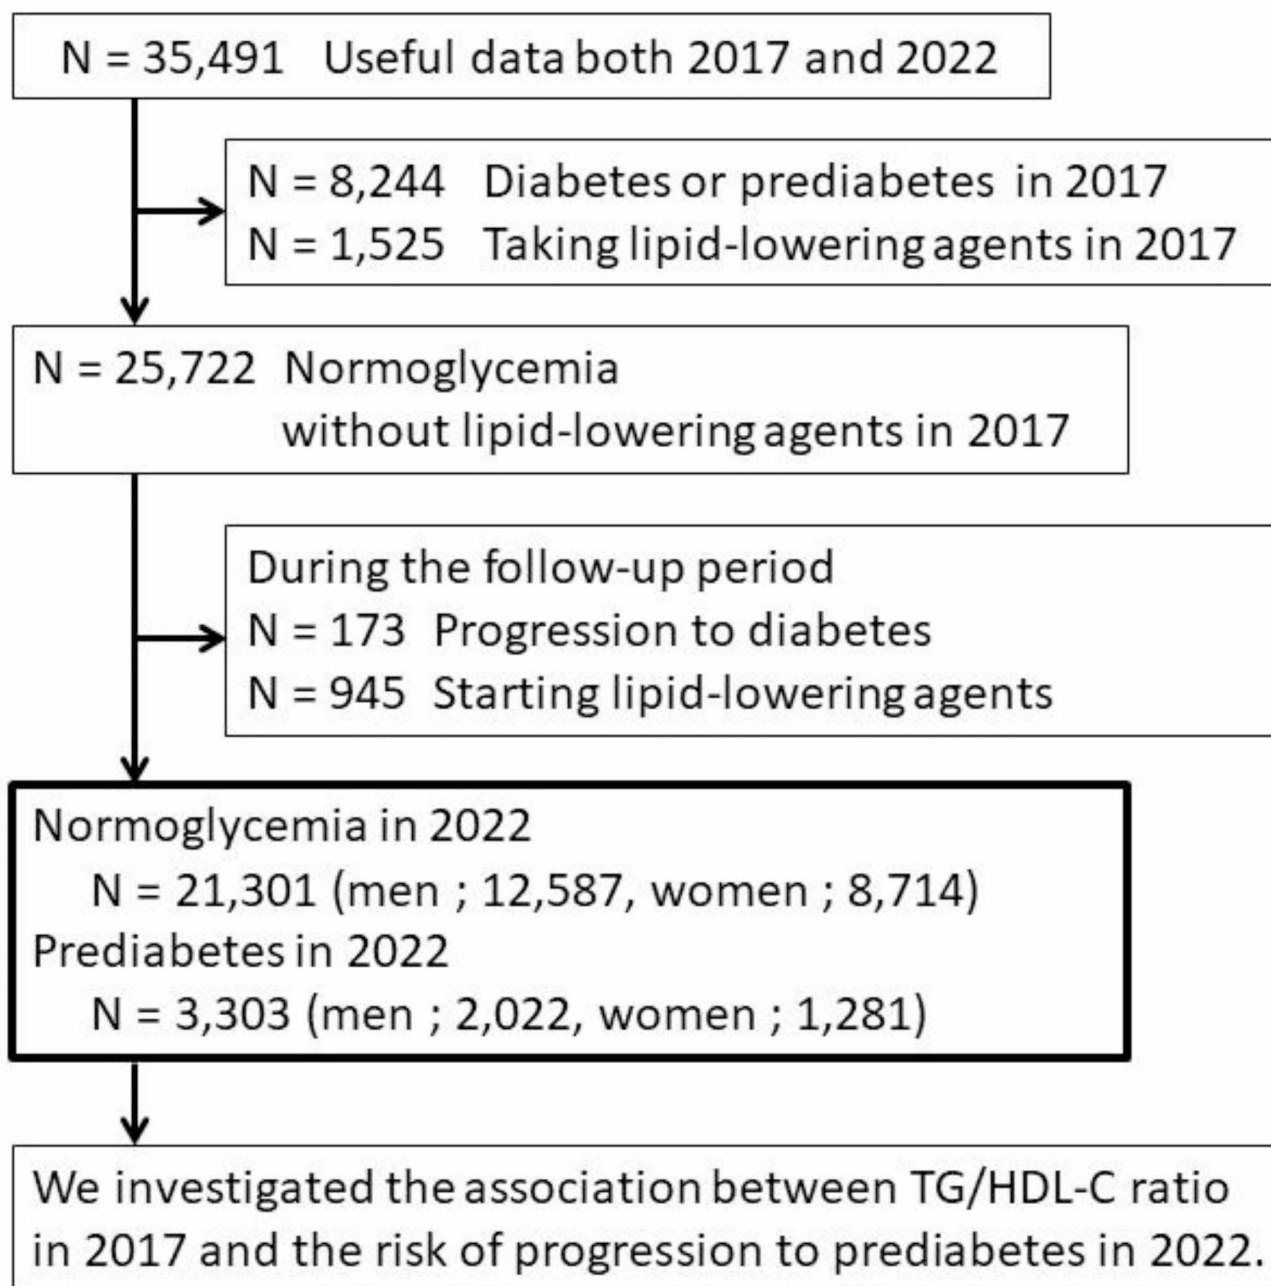 N = 35,491 Useful data both 2017 and 2022
N = 8,244 Diabetes or prediabetes in 2017
N = 1,525 Taking lipid-lowering agents in 2017
N = 25,722 Normoglycemia
without lipid-lowering agents in 2017
During the follow-up period
N = 173 Progression to diabetes
N = 945 Starting lipid-lowering agents
Normoglycemia in 2022
N = 21,301 (men ; 12,587, women ; 8,714)
Prediabetes in 2022
N = 3,303 (men ; 2,022, women ; 1,281)
We investigated the association between TG/HDL-C ratio
in 2017 and the risk of progression to prediabetes in 2022.